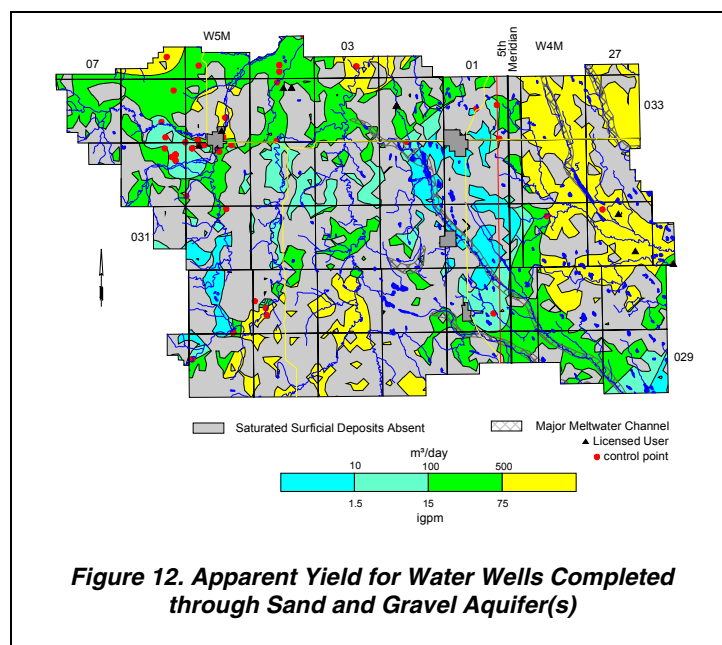 W5M
07
03
01
5th
Meridian
W4M
27
033
031
029
Saturated Surficial Deposits Absent
Major Meltwater Channel
Licensed User
control point
m³/day
10 100 500
1.5 15 75
igpm
Figure 12. Apparent Yield for Water Wells Completed
through Sand and Gravel Aquifer(s)